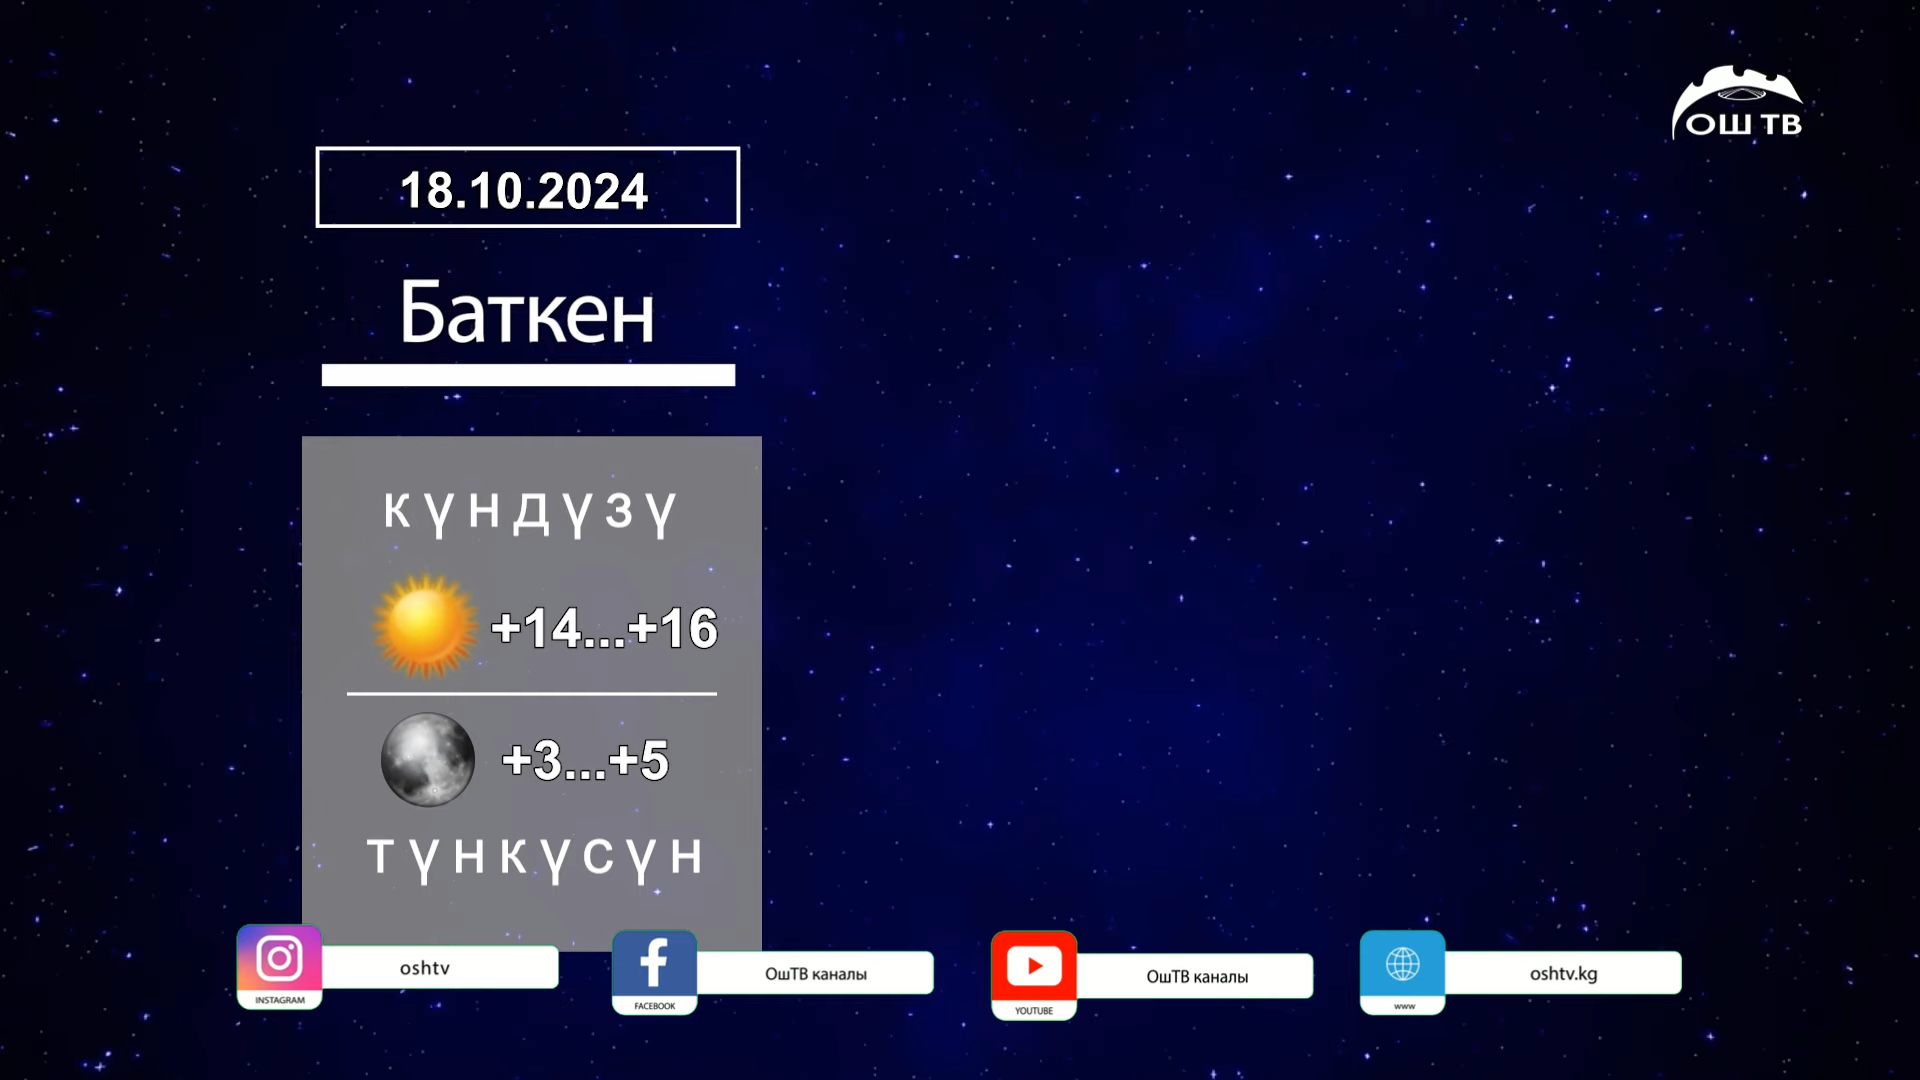 ОШ ТВ
18.10.2024
Баткен
күндүзү
+14...+16
+3...+5
түнкүсүн
oshtv
INSTAGRAM
ОшТВ каналы
FACEBOOK
ОшТВ каналы
YOUTUBE
oshtv.kg
www